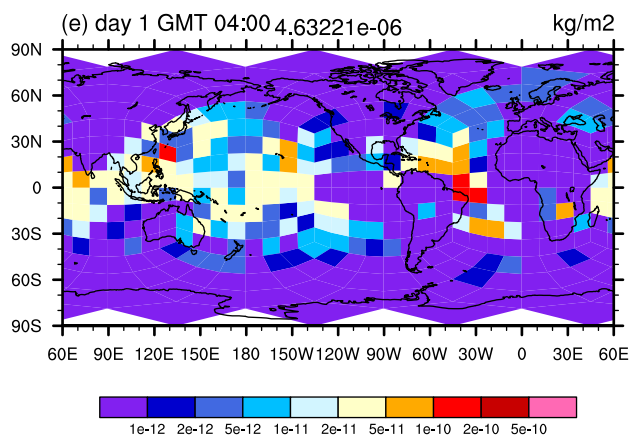 (e) day 1 GMT 04:00 4.63221e-06 kg/m2
90N
60N
30N
0
30S
60S
90S
60E 90E 120E 150E 180E 150W 120W 90W 60W 30W 0 30E 60E
1e-12 2e-12 5e-12 1e-11 2e-11 5e-11 1e-10 2e-10 5e-10